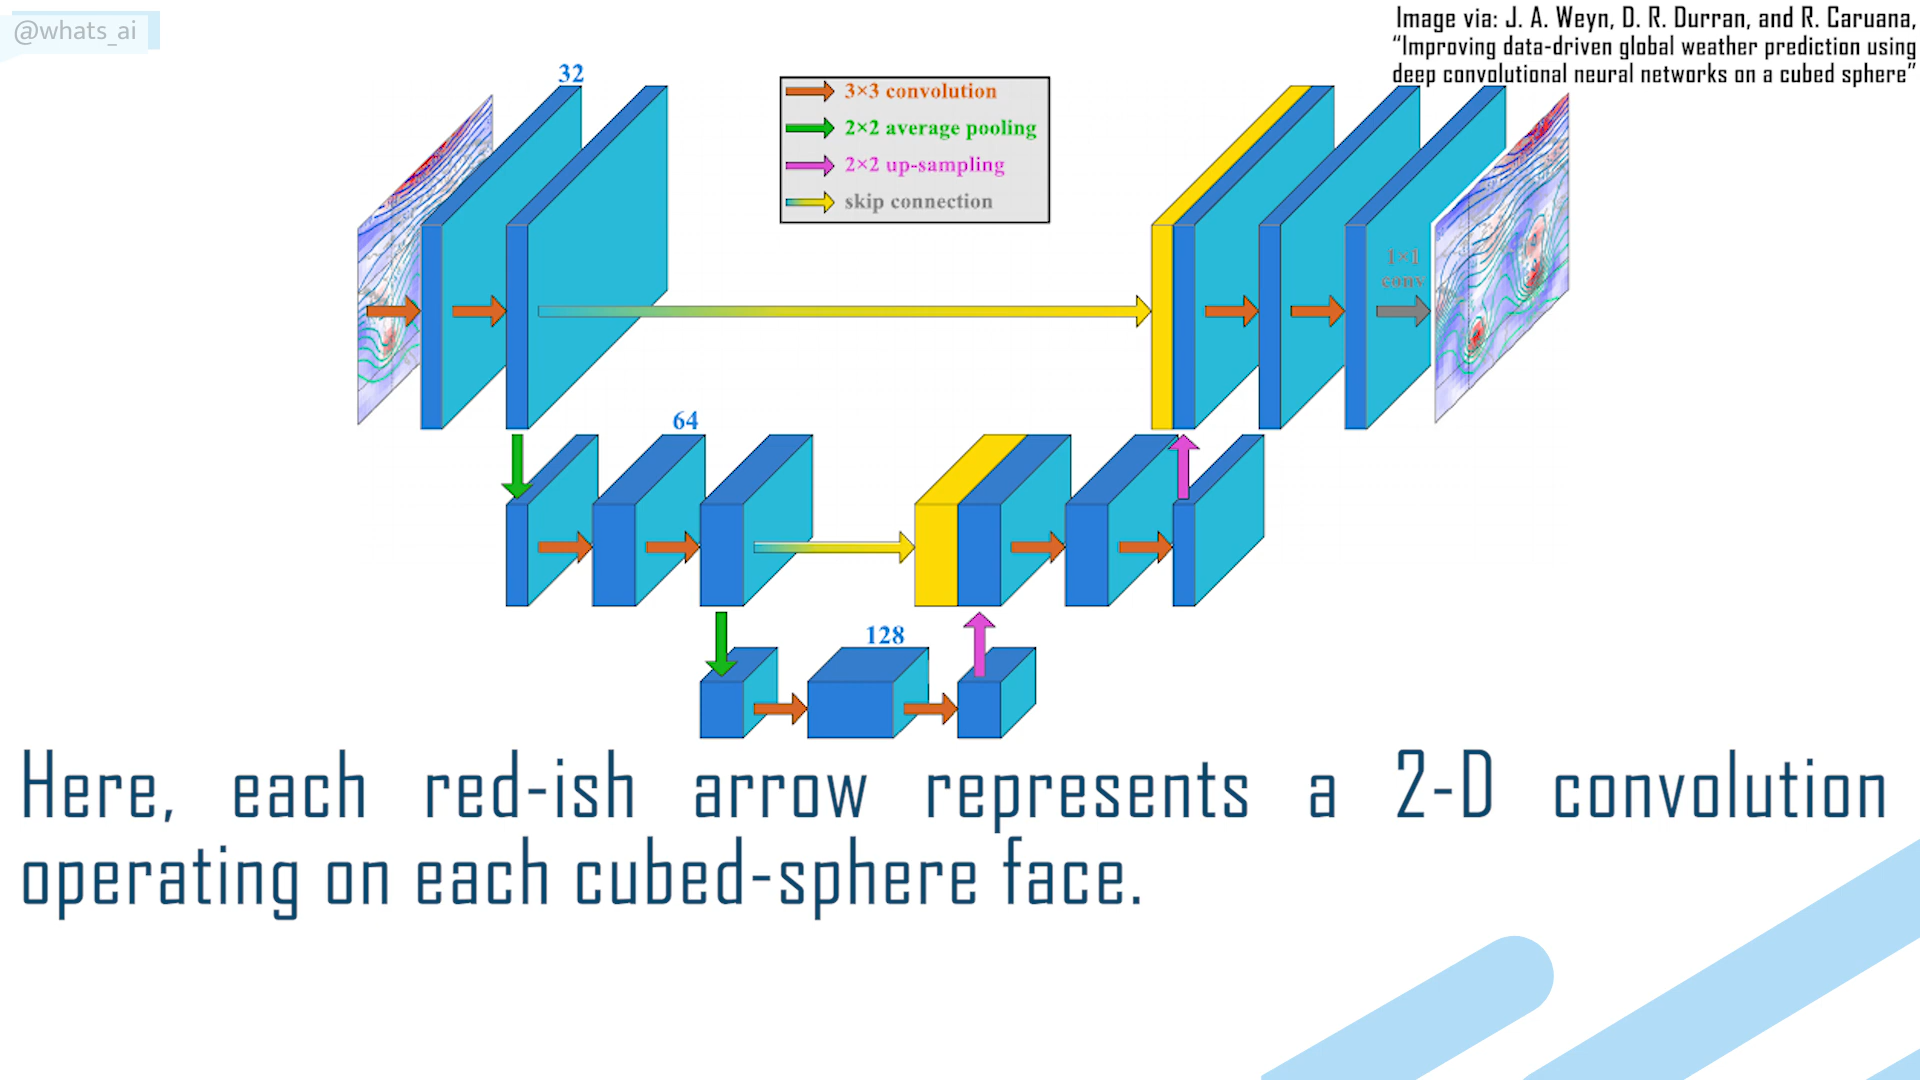 @whats_ai
Image via: J. A. Weyn, D. R. Durran, and R. Caruana,
“Improving data-driven global weather prediction using
deep convolutional neural networks on a cubed sphere”
32
3×3 convolution
2×2 average pooling
2×2 up-sampling
skip connection
1×1
conv
64
128
Here, each red-ish arrow represents a 2-D convolution
operating on each cubed-sphere face.